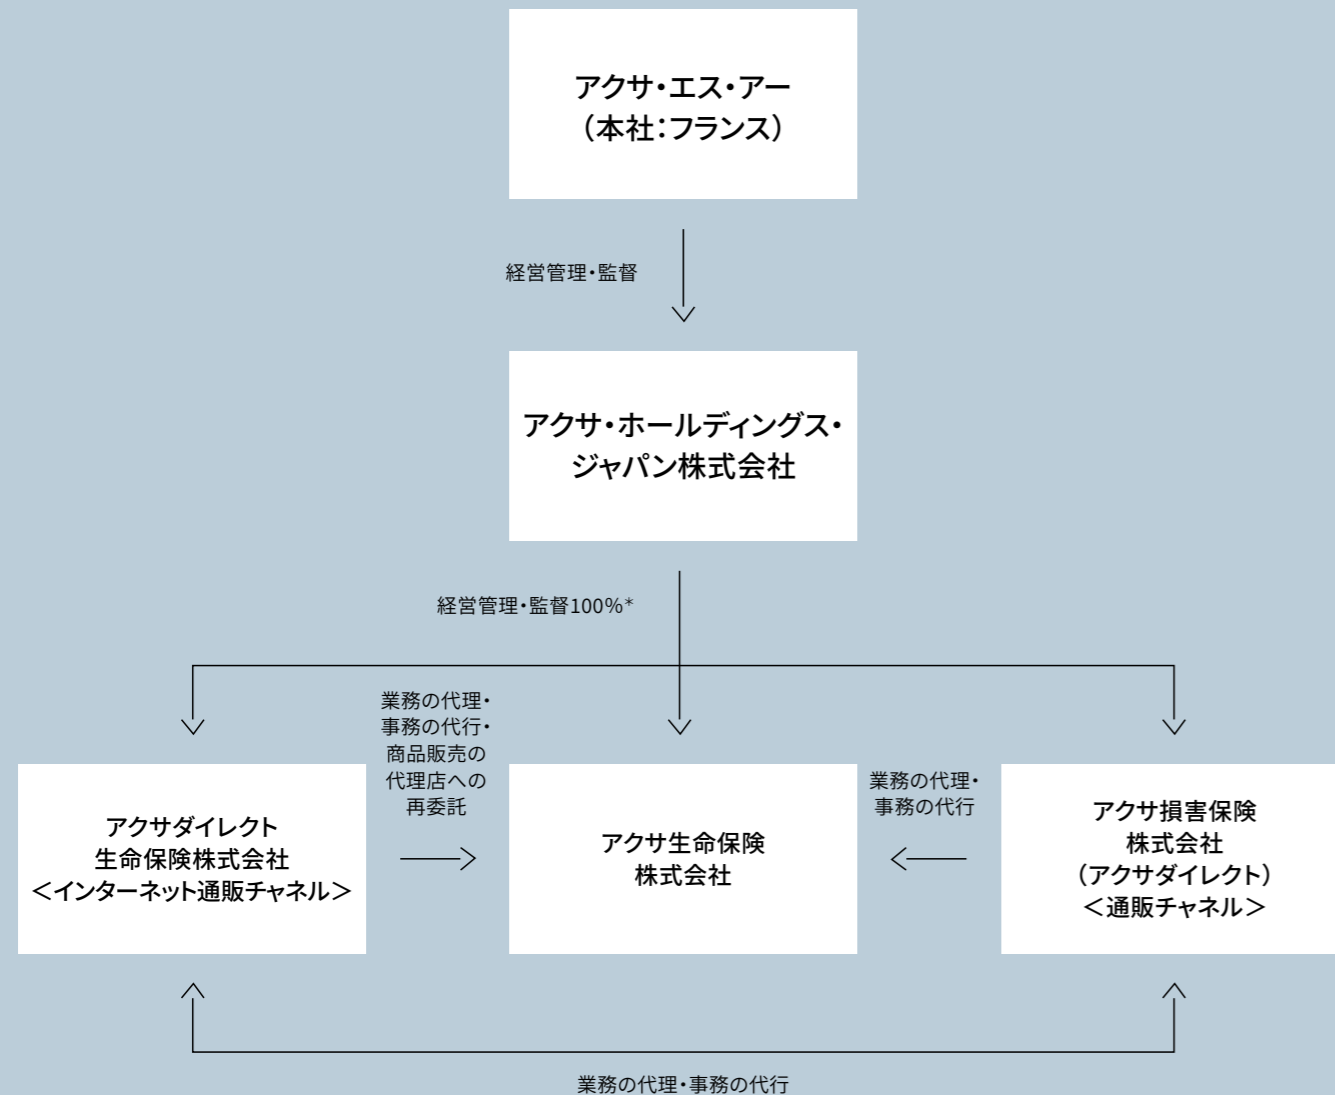 アクサ・エス・アー
（本社：フランス）
経営管理・監督
アクサ・ホールディングス・
ジャパン株式会社
経営管理・監督100%*
業務の代理・
事務の代行・
商品販売の
代理店への
再委託
業務の代理・
事務の代行
アクサダイレクト
生命保険株式会社
＜インターネット通販チャネル＞
アクサ生命保険
株式会社
アクサ損害保険
株式会社
（アクサダイレクト）
＜通販チャネル＞
業務の代理・事務の代行